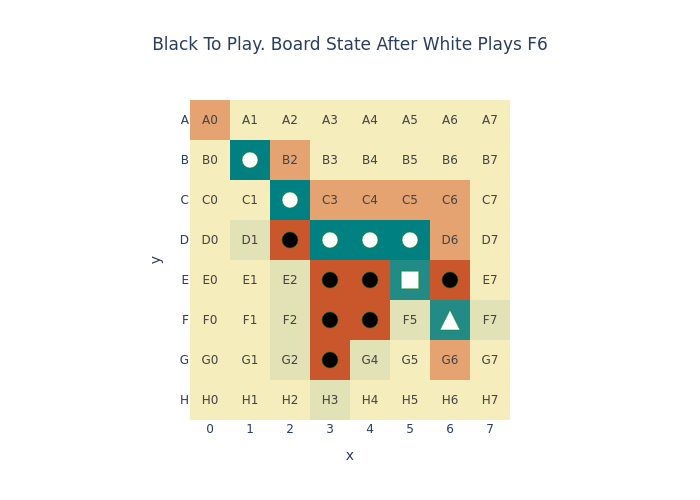 Black To Play. Board State After White Plays F6
A A0 A1 A2 A3 A4 A5 A6 A7
B B0 B2 B3 B4 B5 B6 B7
C C0 C1 C3 C4 C5 C6 C7
D D0 D1 D6 D7
E E0 E1 E2 E7
F F0 F1 F2 F5 F7
G G0 G1 G2 G4 G5 G6 G7
H H0 H1 H2 H3 H4 H5 H6 H7
0 1 2 3 4 5 6 7
x
y